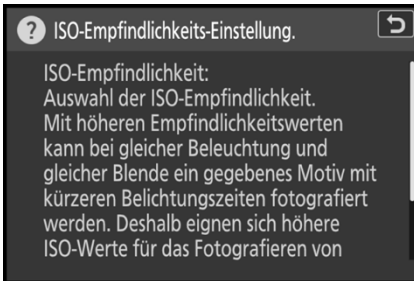 ISO-Empfindlichkeits-Einstellung.
ISO-Empfindlichkeit:
Auswahl der ISO-Empfindlichkeit.
Mit höheren Empfindlichkeitswerten
kann bei gleicher Beleuchtung und
gleicher Blende ein gegebenes Motiv mit
kürzeren Belichtungszeiten fotografiert
werden. Deshalb eignen sich höhere
ISO-Werte für das Fotografieren von